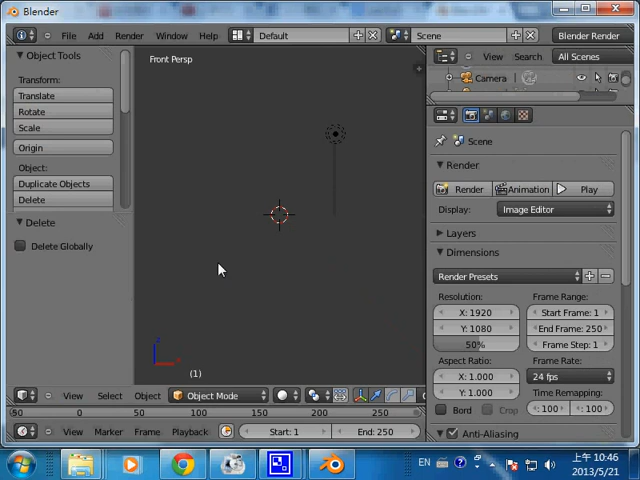 Blender
File Add Render Window Help Default Scene Blender Render
Object Tools
Transform:
Translate
Rotate
Scale
Origin
Object:
Duplicate Objects
Delete
Delete
Delete Globally
Front Persp
Z
(1)
View Select Object Object Mode
-50 0 50 100 150 200 250
View Marker Frame Playback Start: 1 End: 250
View Search All Scenes
Camera
Scene
Render
Render Animation Play
Display: Image Editor
Layers
Dimensions
Render Presets
Resolution: Frame Range:
X: 1920 Start Frame: 1
Y: 1080 End Frame: 250
50% Frame Step: 1
Aspect Ratio: Frame Rate:
X: 1.000 24 fps
Y: 1.000 Time Remapping:
Bord Crop : 100 : 100
Anti-Aliasing
EN 上午 10:46
2013/5/21